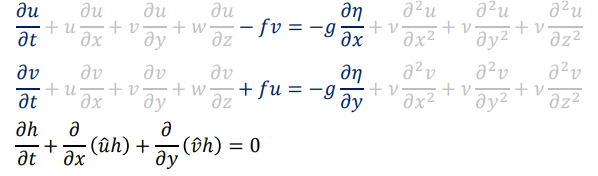 ∂u/∂t + u ∂u/∂x + v ∂u/∂y + w ∂u/∂z − fv = −g ∂η/∂x + ν ∂²u/∂x² + ν ∂²u/∂y² + ν ∂²u/∂z²
∂v/∂t + u ∂v/∂x + v ∂v/∂y + w ∂v/∂z + fu = −g ∂η/∂y + ν ∂²v/∂x² + ν ∂²v/∂y² + ν ∂²v/∂z²
∂h/∂t + ∂/∂x (ûh) + ∂/∂y (v̂h) = 0